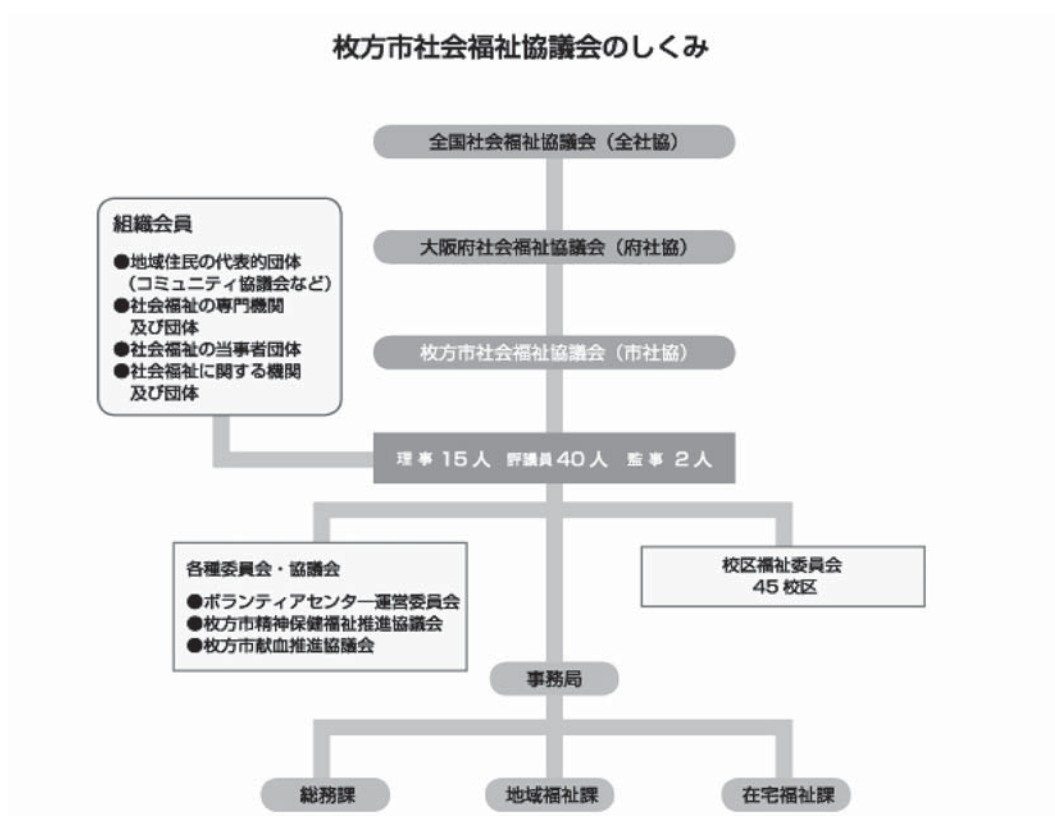 枚方市社会福祉協議会のしくみ
全国社会福祉協議会（全社協）
大阪府社会福祉協議会（府社協）
枚方市社会福祉協議会（市社協）
組織会員
●地域住民の代表的団体
（コミュニティ協議会など）
●社会福祉の専門機関
及び団体
●社会福祉の当事者団体
●社会福祉に関する機関
及び団体
理事 15人 評議員40人 監事 2人
各種委員会・協議会
●ボランティアセンター運営委員会
●枚方市精神保健福祉推進協議会
●枚方市献血推進協議会
校区福祉委員会
45校区
事務局
総務課
地域福祉課
在宅福祉課